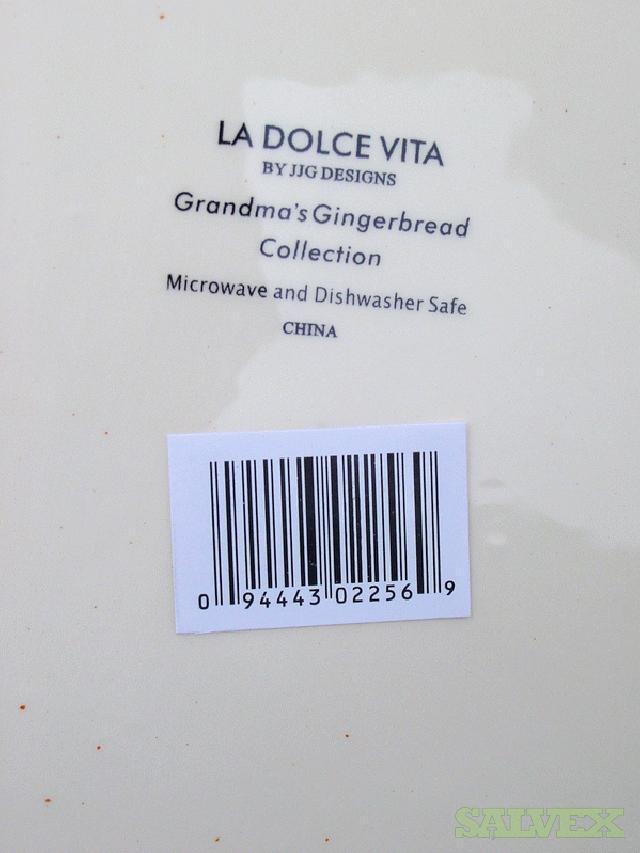 LA DOLCE VITA
BY JJG DESIGNS
Grandma's Gingerbread
Collection
Microwave and Dishwasher Safe
CHINA
0 94443 02256 9
SALVEX